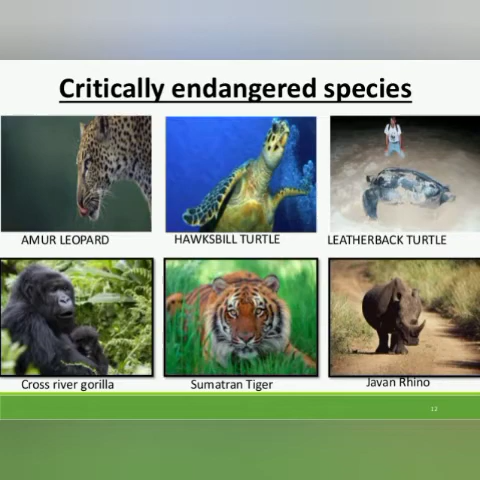 Critically endangered species
AMUR LEOPARD
HAWKSBILL TURTLE
LEATHERBACK TURTLE
Cross river gorilla
Sumatran Tiger
Javan Rhino
12